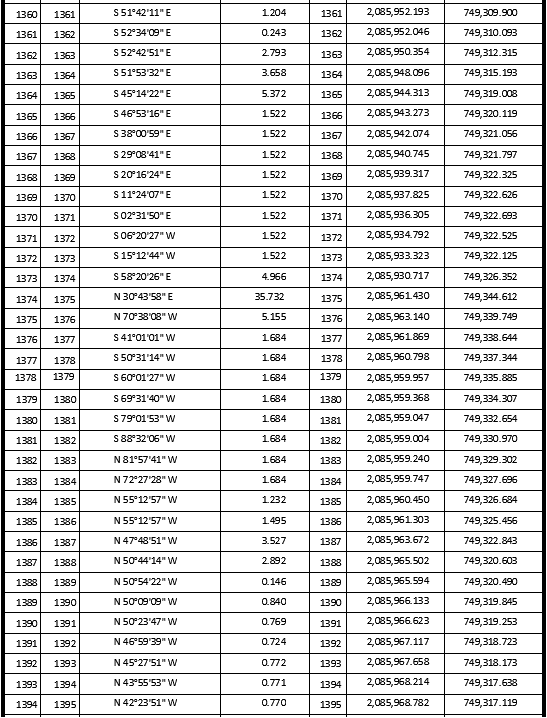 1360 1361 S 51°42'11" E 1.204 1361 2,085,952.193 749,309.900
1361 1362 S 52°34'09" E 0.243 1362 2,085,952.046 749,310.093
1362 1363 S 52°42'51" E 2.793 1363 2,085,950.354 749,312.315
1363 1364 S 51°53'32" E 3.658 1364 2,085,948.096 749,315.193
1364 1365 S 45°14'22" E 5.372 1365 2,085,944.313 749,319.008
1365 1366 S 46°53'16" E 1.522 1366 2,085,943.273 749,320.119
1366 1367 S 38°00'59" E 1.522 1367 2,085,942.074 749,321.056
1367 1368 S 29°08'41" E 1.522 1368 2,085,940.745 749,321.797
1368 1369 S 20°16'24" E 1.522 1369 2,085,939.317 749,322.325
1369 1370 S 11°24'07" E 1.522 1370 2,085,937.825 749,322.626
1370 1371 S 02°31'50" E 1.522 1371 2,085,936.305 749,322.693
1371 1372 S 06°20'27" W 1.522 1372 2,085,934.792 749,322.525
1372 1373 S 15°12'44" W 1.522 1373 2,085,933.323 749,322.125
1373 1374 S 58°20'26" E 4.966 1374 2,085,930.717 749,326.352
1374 1375 N 30°43'58" E 35.732 1375 2,085,961.430 749,344.612
1375 1376 N 70°38'08" W 5.155 1376 2,085,963.140 749,339.749
1376 1377 S 41°01'01" W 1.684 1377 2,085,961.869 749,338.644
1377 1378 S 50°31'14" W 1.684 1378 2,085,960.798 749,337.344
1378 1379 S 60°01'27" W 1.684 1379 2,085,959.957 749,335.885
1379 1380 S 69°31'40" W 1.684 1380 2,085,959.368 749,334.307
1380 1381 S 79°01'53" W 1.684 1381 2,085,959.047 749,332.654
1381 1382 S 88°32'06" W 1.684 1382 2,085,959.004 749,330.970
1382 1383 N 81°57'41" W 1.684 1383 2,085,959.240 749,329.302
1383 1384 N 72°27'28" W 1.684 1384 2,085,959.747 749,327.696
1384 1385 N 55°12'57" W 1.232 1385 2,085,960.450 749,326.684
1385 1386 N 55°12'57" W 1.495 1386 2,085,961.303 749,325.456
1386 1387 N 47°48'51" W 3.527 1387 2,085,963.672 749,322.843
1387 1388 N 50°44'14" W 2.892 1388 2,085,965.502 749,320.603
1388 1389 N 50°54'22" W 0.146 1389 2,085,965.594 749,320.490
1389 1390 N 50°09'09" W 0.840 1390 2,085,966.133 749,319.845
1390 1391 N 50°23'47" W 0.769 1391 2,085,966.623 749,319.253
1391 1392 N 46°59'39" W 0.724 1392 2,085,967.117 749,318.723
1392 1393 N 45°27'51" W 0.772 1393 2,085,967.658 749,318.173
1393 1394 N 43°55'53" W 0.771 1394 2,085,968.214 749,317.638
1394 1395 N 42°23'51" W 0.770 1395 2,085,968.782 749,317.119